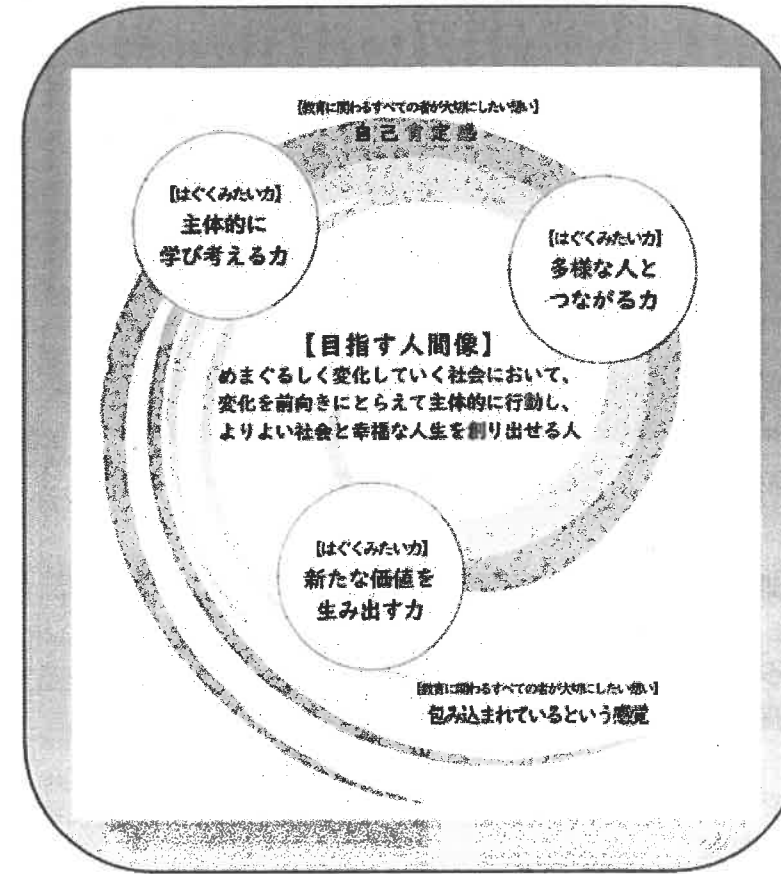 【教育に関わるすべての者が大切にしたい想い】
自己肯定感
【はぐくみたい力】
主体的に
学び考える力
【はぐくみたい力】
多様な人と
つながる力
【目指す人間像】
めまぐるしく変化していく社会において、
変化を前向きにとらえて主体的に行動し、
よりよい社会と幸福な人生を創り出せる人
【はぐくみたい力】
新たな価値を
生み出す力
【教育に関わるすべての者が大切にしたい想い】
包み込まれているという感覚